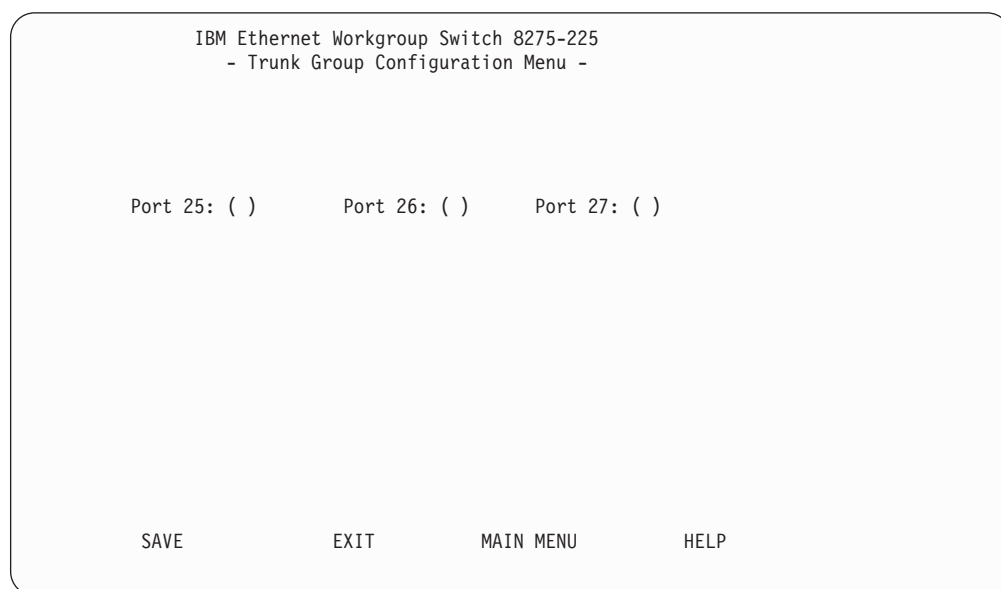 IBM Ethernet Workgroup Switch 8275-225
- Trunk Group Configuration Menu -
Port 25: ( ) Port 26: ( ) Port 27: ( )
SAVE EXIT MAIN MENU HELP